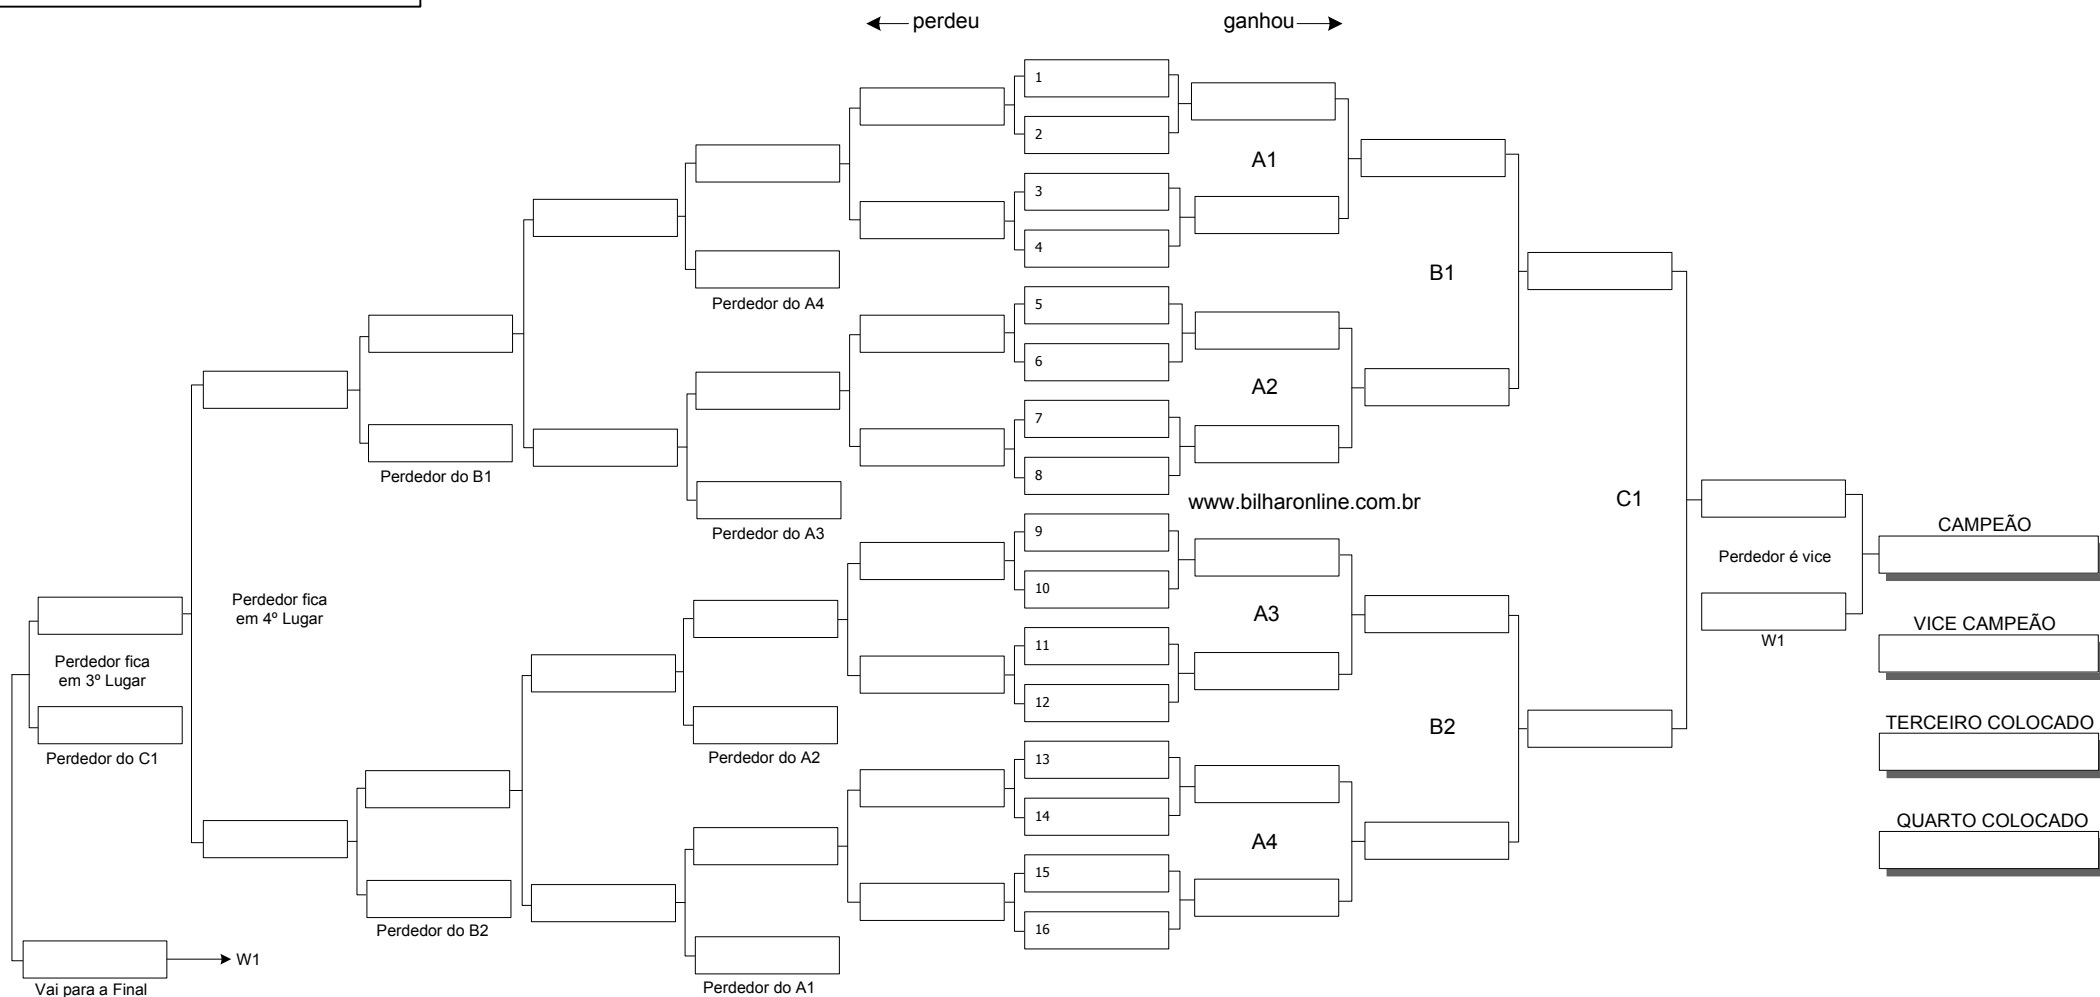 perdeu
ganhou
1
2
A1
3
4
B1
Perdedor do A4
5
6
A2
7
8
Perdedor do B1
C1
www.bilharonline.com.br
CAMPEÃO
9
Perdedor do A3
Perdedor é vice
10
Perdedor fica
em 4º Lugar
A3
VICE CAMPEÃO
W1
11
Perdedor fica
em 3º Lugar
12
TERCEIRO COLOCADO
B2
Perdedor do C1
Perdedor do A2
13
14
QUARTO COLOCADO
A4
15
Perdedor do B2
16
W1
Vai para a Final
Perdedor do A1